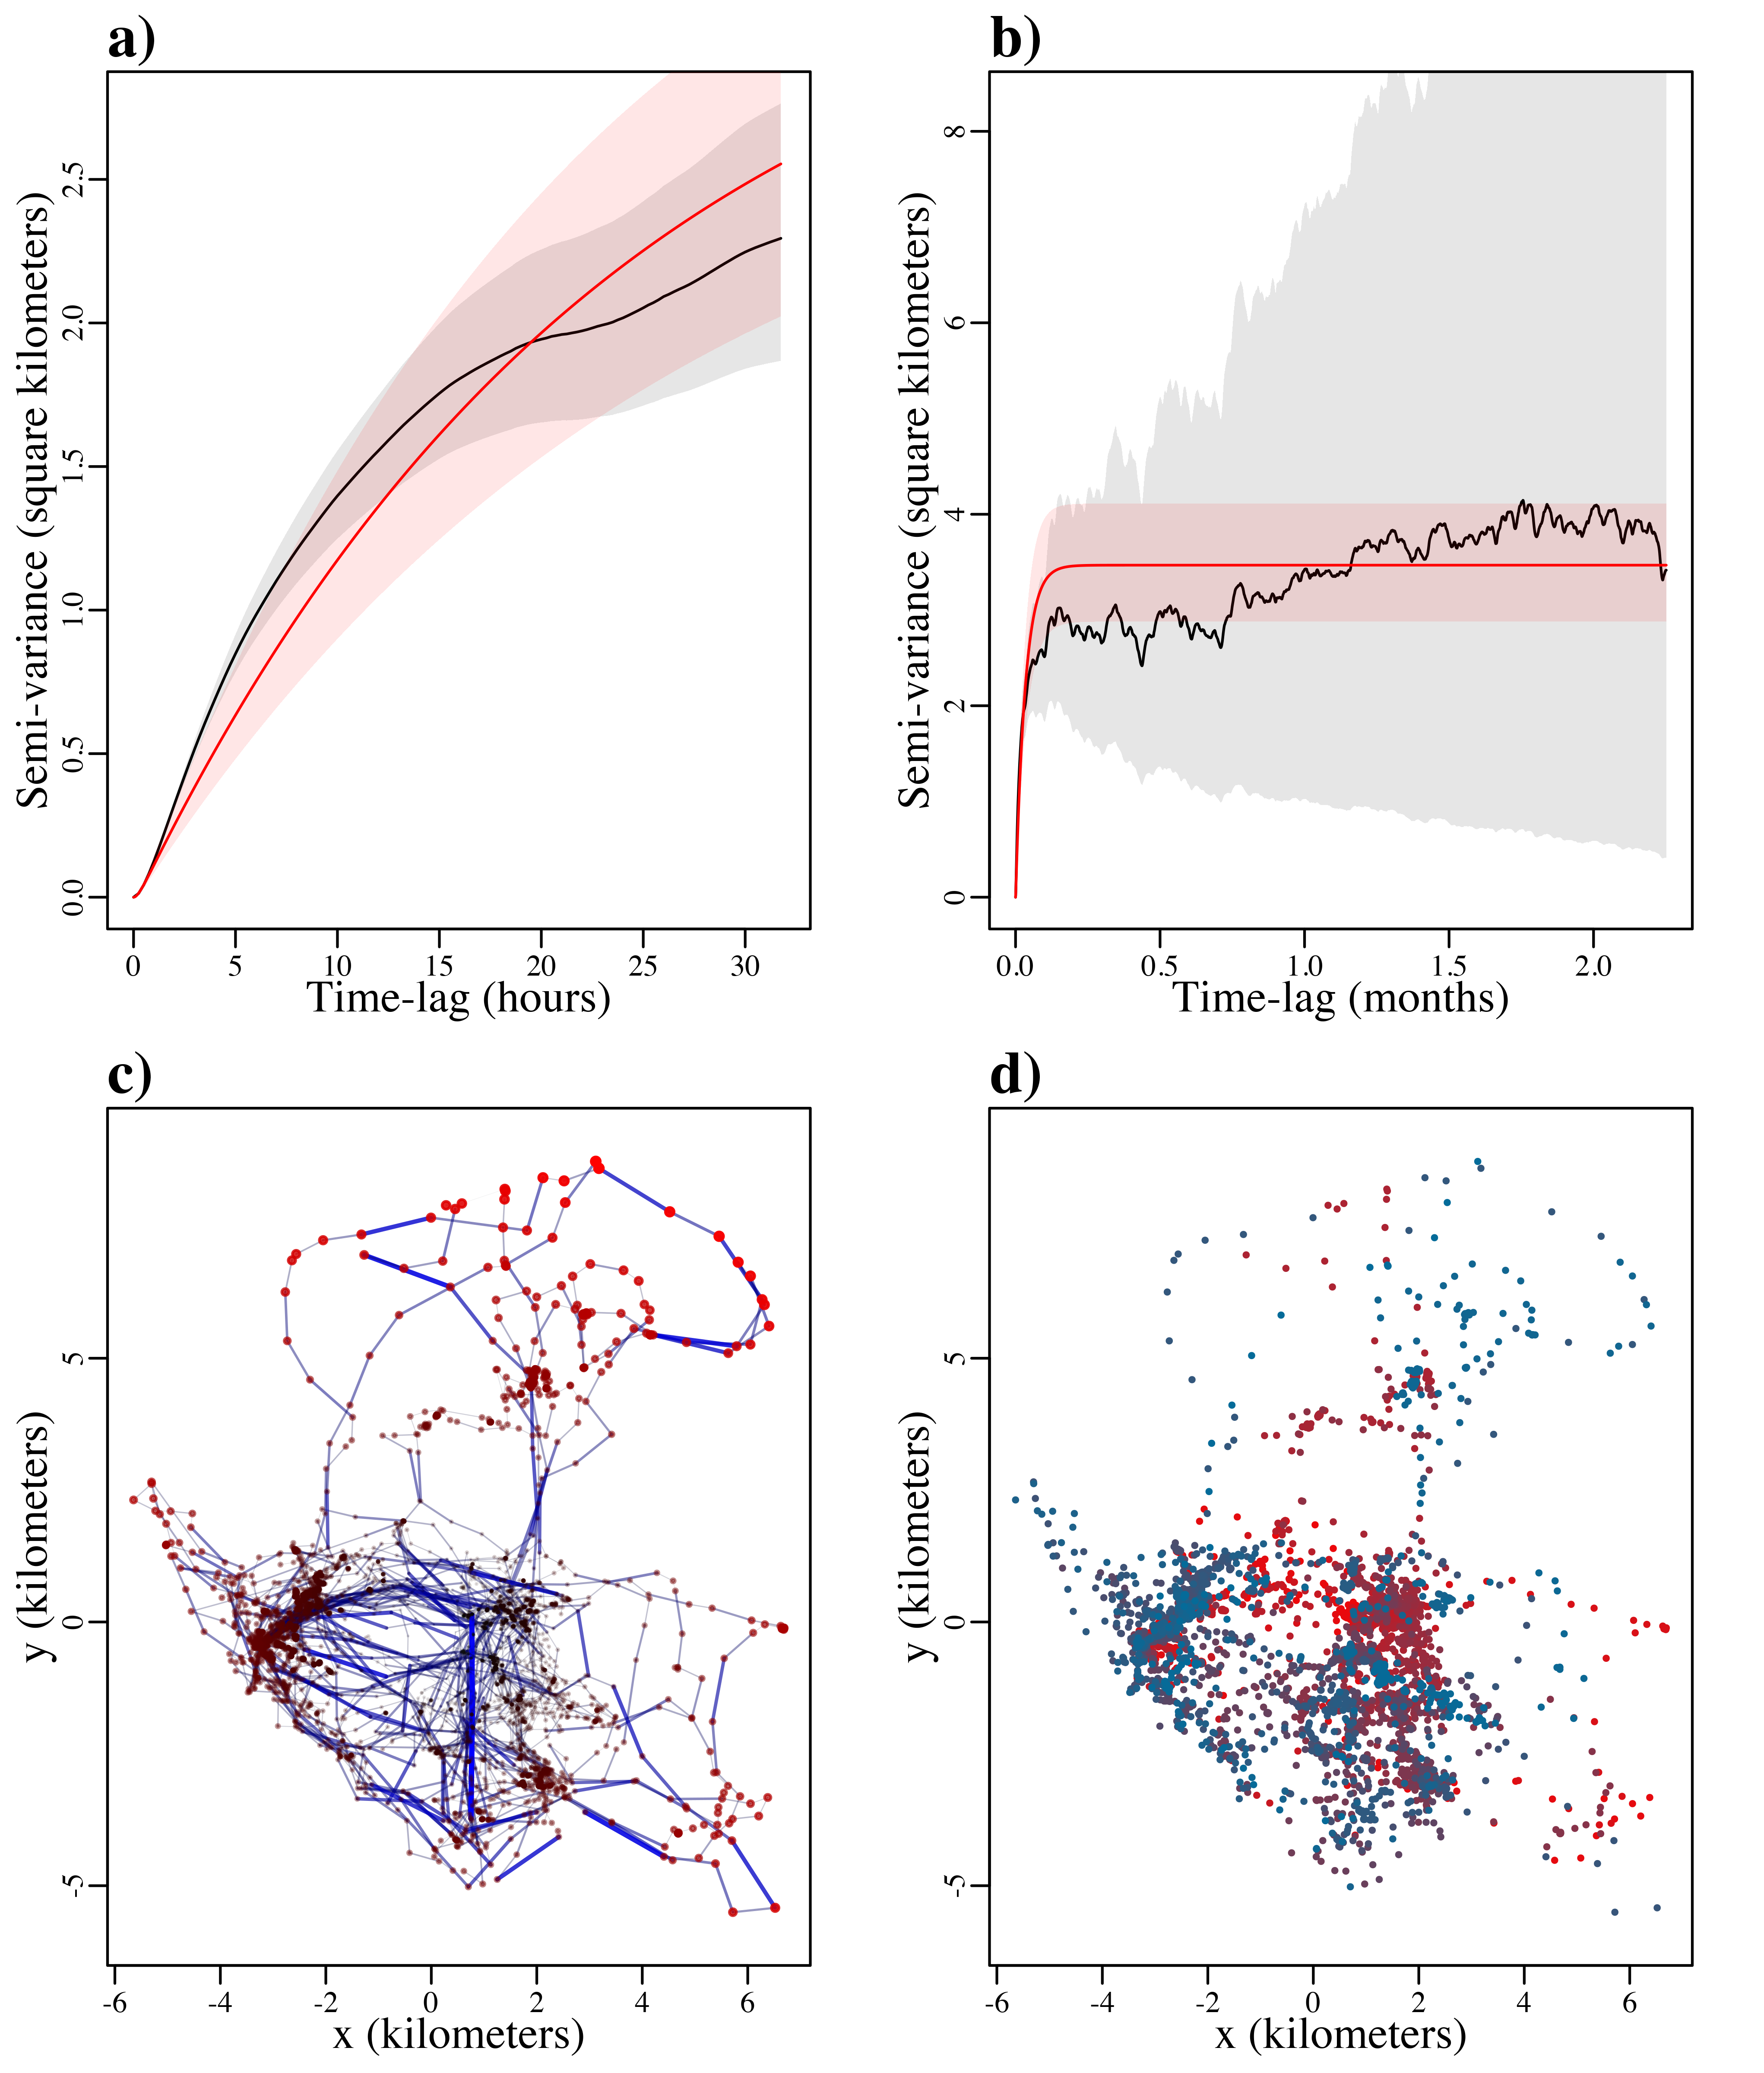 a)
Semi-variance (square kilometers)
0.0 0.5 1.0 1.5 2.0 2.5
0 5 10 15 20 25 30
Time-lag (hours)
b)
Semi-variance (square kilometers)
0 2 4 6 8
0.0 0.5 1.0 1.5 2.0
Time-lag (months)
c)
y (kilometers)
-5 0 5
-6 -4 -2 0 2 4 6
x (kilometers)
d)
y (kilometers)
-5 0 5
-6 -4 -2 0 2 4 6
x (kilometers)